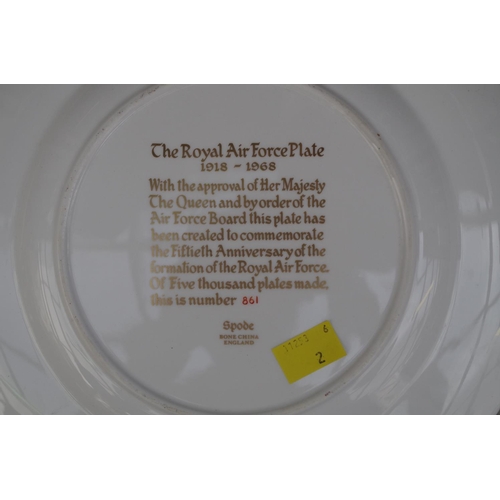 The Royal Air Force Plate
1918 - 1968
With the approval of Her Majesty
The Queen and by order of the
Air Force Board this plate has
been created to commemorate
the Fiftieth Anniversary of the
formation of the Royal Air Force.
Of Five thousand plates made,
this is number 861
Spode
BONE CHINA
ENGLAND
6
2